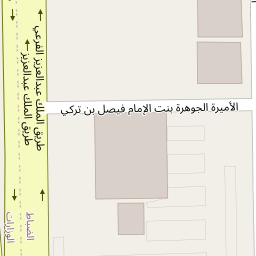 طريق الملك عبدالعزيز الفرعي
طريق الملك عبدالعزيز
الأميرة الجوهرة بنت الإمام فيصل بن تركي
الضباط
الوزارات